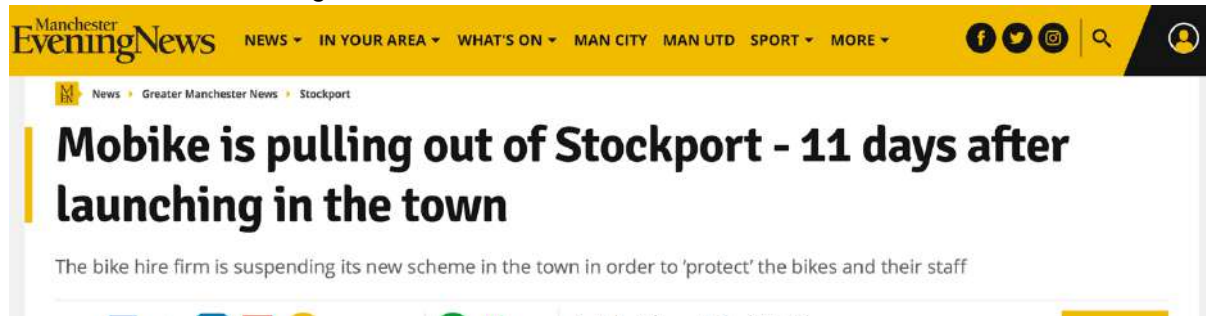 Manchester
EveningNews NEWS IN YOUR AREA WHAT'S ON MAN CITY MAN UTD SPORT MORE
News Greater Manchester News Stockport
Mobike is pulling out of Stockport - 11 days after
launching in the town
The bike hire firm is suspending its new scheme in the town in order to 'protect' the bikes and their staff